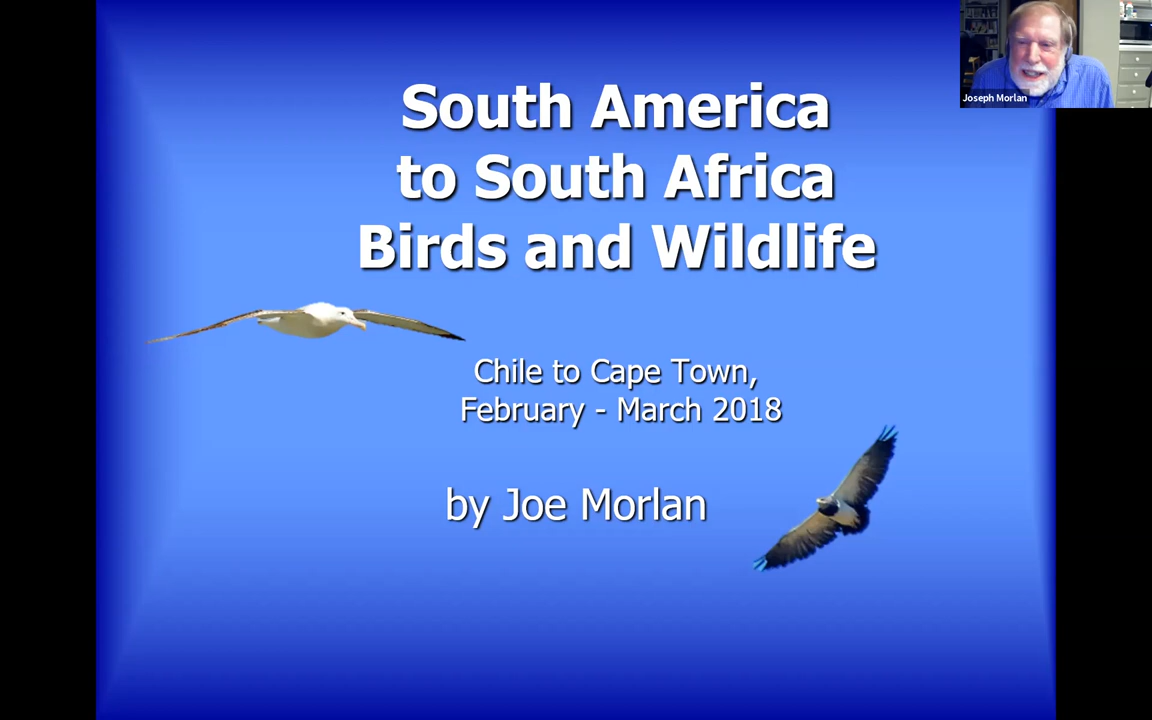 South America
to South Africa
Birds and Wildlife
Chile to Cape Town,
February - March 2018
by Joe Morlan
Joseph Morlan